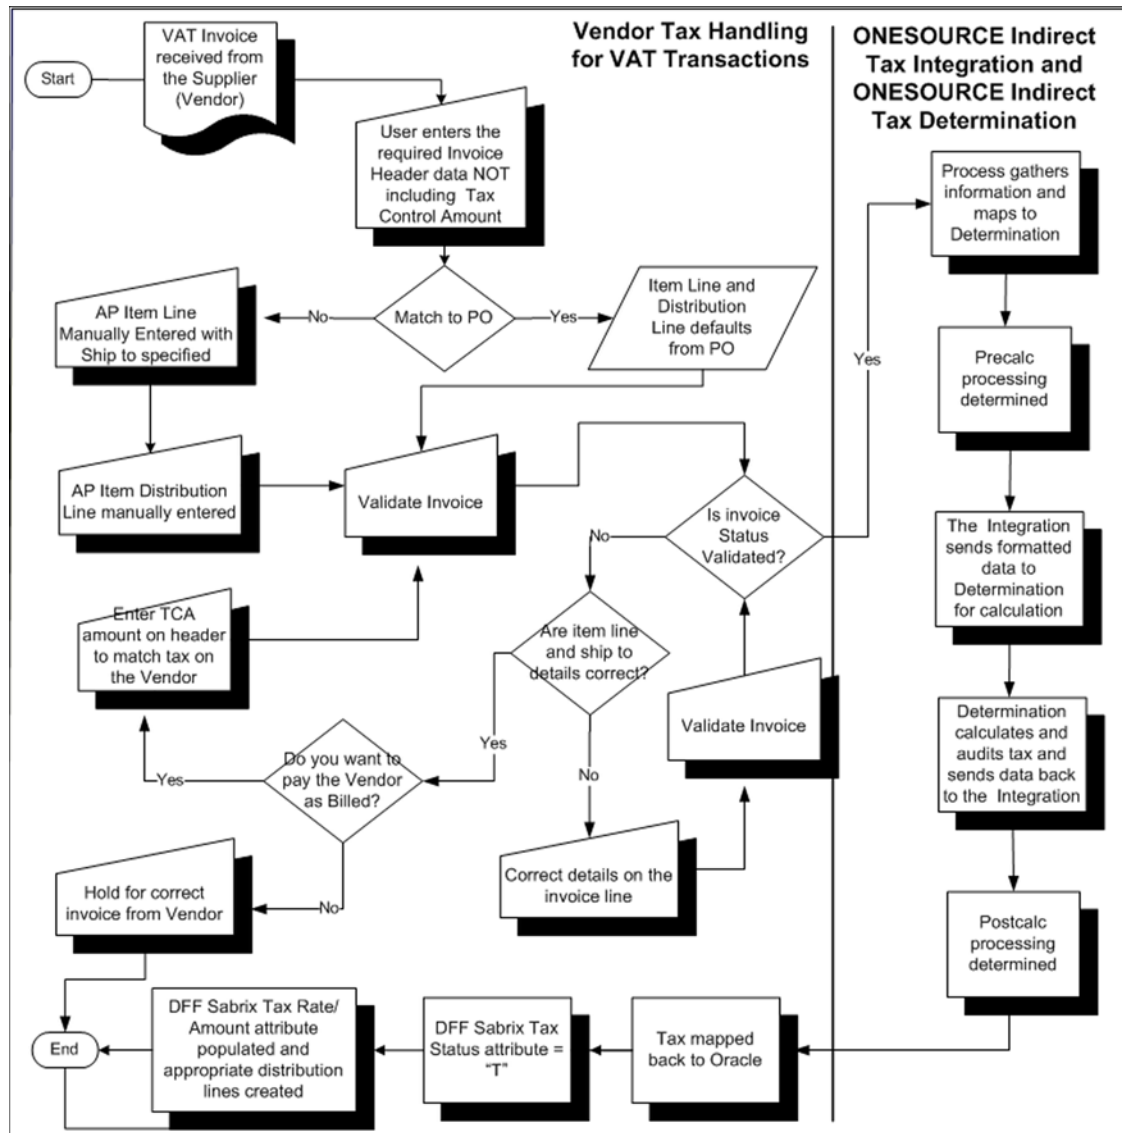 Vendor Tax Handling
for VAT Transactions
ONESOURCE Indirect
Tax Integration and
ONESOURCE Indirect
Tax Determination
Start
VAT Invoice
received from
the Supplier
(Vendor)
User enters the
required Invoice
Header data NOT
including Tax
Control Amount
Match to PO
No
Yes
AP Item Line
Manually Entered with
Ship to specified
Item Line and
Distribution
Line defaults
from PO
AP Item Distribution
Line manually entered
Validate Invoice
Is invoice
Status
Validated?
No
Yes
Enter TCA
amount on header
to match tax on
the Vendor
Are item line
and ship to
details correct?
Yes
No
Validate Invoice
Do you want to
pay the Vendor
as Billed?
Yes
No
Correct details on the
invoice line
Hold for correct
invoice from Vendor
Process gathers
information and
maps to
Determination
Precalc
processing
determined
The Integration
sends formatted
data to
Determination
for calculation
Determination
calculates and
audits tax and
sends data back
to the Integration
Postcalc
processing
determined
Tax mapped
back to Oracle
DFF Sabrix Tax
Status attribute =
“T”
DFF Sabrix Tax Rate/
Amount attribute
populated and
appropriate distribution
lines created
End